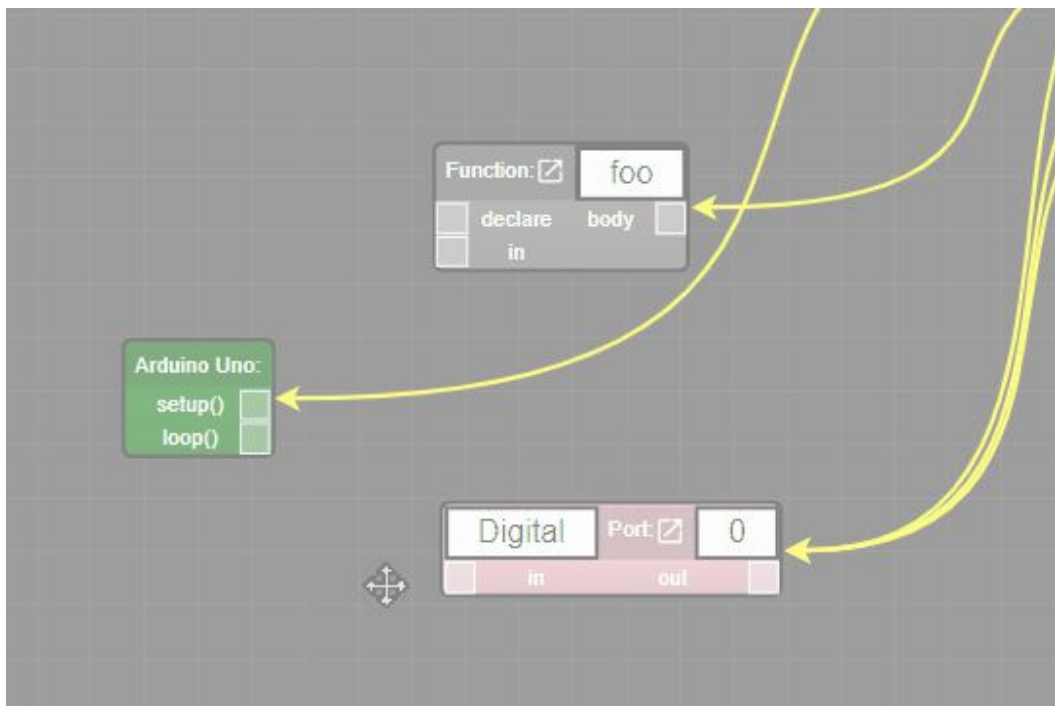 Function: foo
declare body
in
Arduino Uno:
setup()
loop()
Digital Port: 0
in out